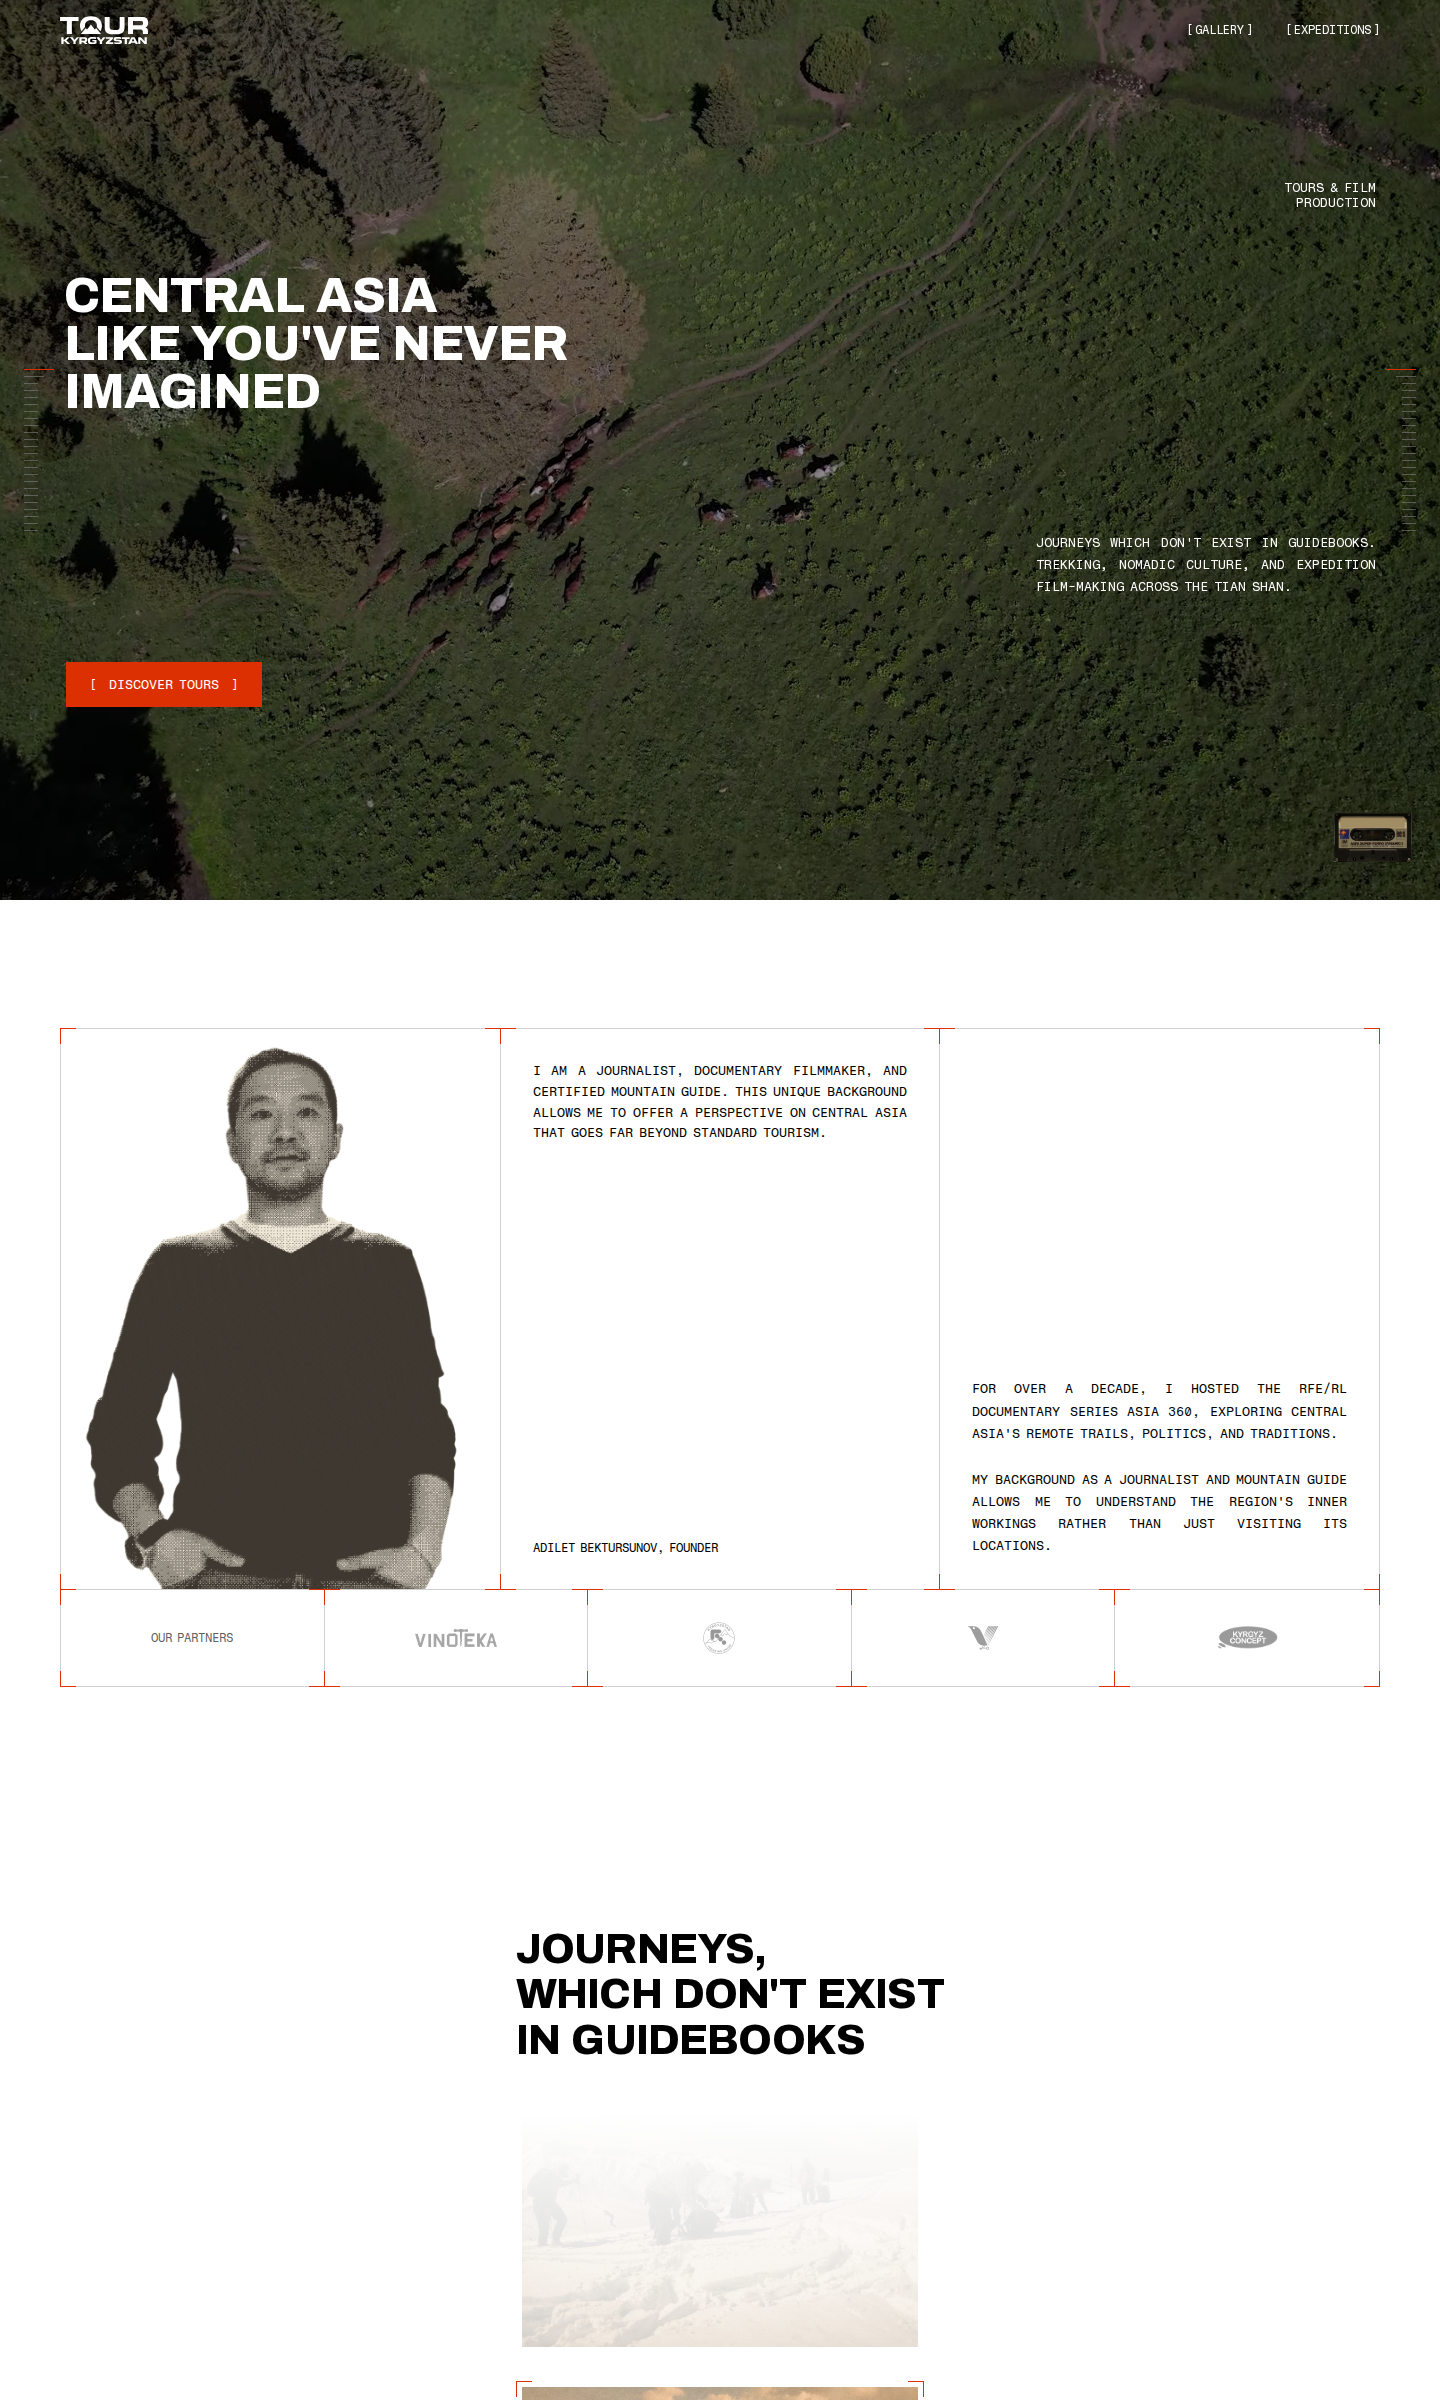 TOUR
KYRGYZSTAN
[ GALLERY ]
[ EXPEDITIONS ]
TOURS & FILM
PRODUCTION
CENTRAL ASIA
LIKE YOU'VE NEVER
IMAGINED
JOURNEYS WHICH DON'T EXIST IN GUIDEBOOKS.
TREKKING, NOMADIC CULTURE, AND EXPEDITION
FILM-MAKING ACROSS THE TIAN SHAN.
[ DISCOVER TOURS ]
I AM A JOURNALIST, DOCUMENTARY FILMMAKER, AND
CERTIFIED MOUNTAIN GUIDE. THIS UNIQUE BACKGROUND
ALLOWS ME TO OFFER A PERSPECTIVE ON CENTRAL ASIA
THAT GOES FAR BEYOND STANDARD TOURISM.
ADILET BEKTURSUNOV, FOUNDER
FOR OVER A DECADE, I HOSTED THE RFE/RL
DOCUMENTARY SERIES ASIA 360, EXPLORING CENTRAL
ASIA'S REMOTE TRAILS, POLITICS, AND TRADITIONS.
MY BACKGROUND AS A JOURNALIST AND MOUNTAIN GUIDE
ALLOWS ME TO UNDERSTAND THE REGION'S INNER
WORKINGS RATHER THAN JUST VISITING ITS
LOCATIONS.
OUR PARTNERS
VINOTEKA
KYRGYZ
CONCEPT
JOURNEYS,
WHICH DON'T EXIST
IN GUIDEBOOKS